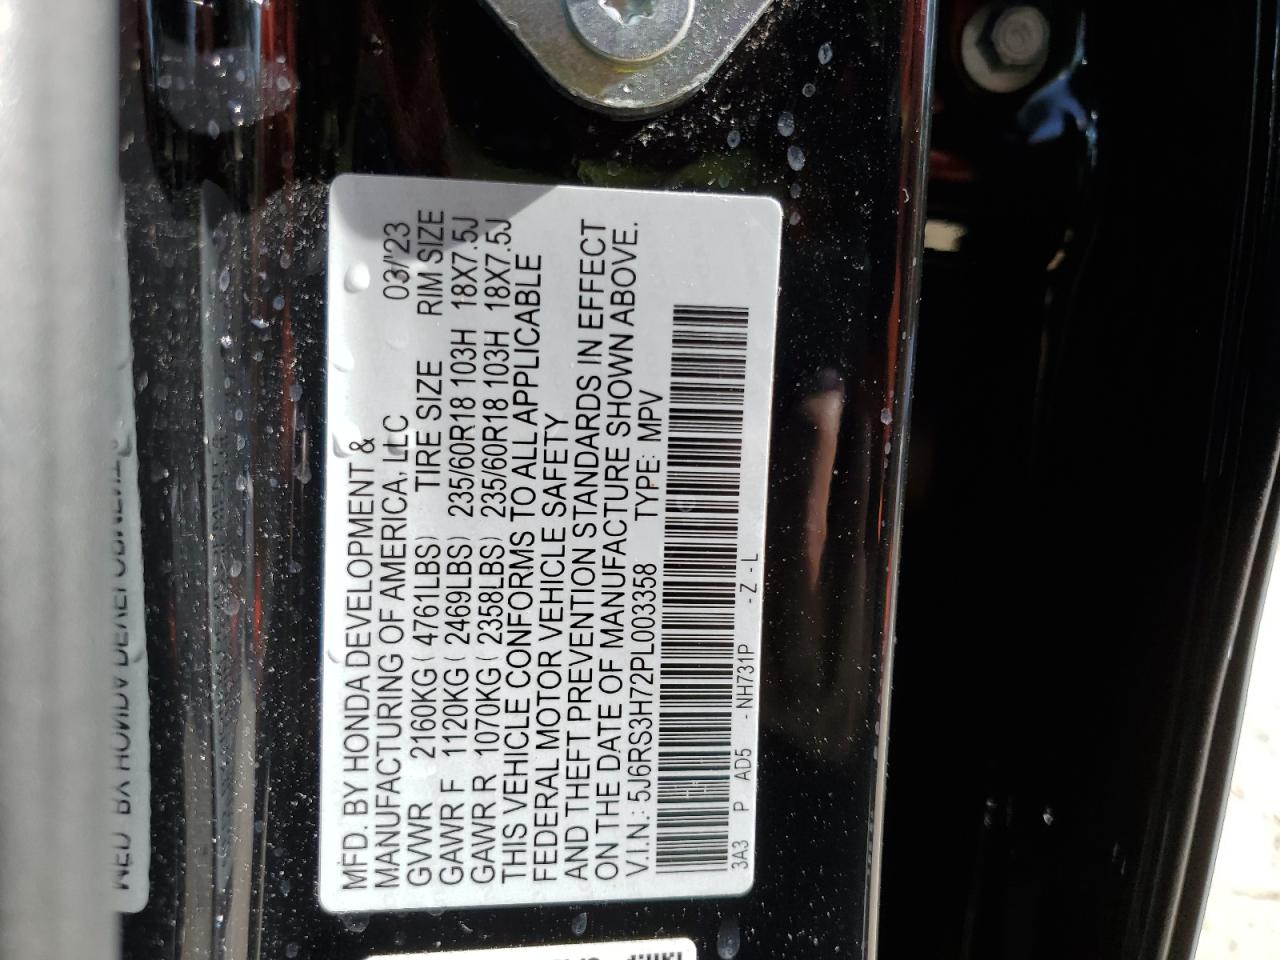 MFD. BY HONDA DEVELOPMENT &
MANUFACTURING OF AMERICA, LLC 03/'23
GVWR 2160KG ( 4761LBS) TIRE SIZE RIM SIZE
GAWR F 1120KG ( 2469LBS) 235/60R18 103H 18X7.5J
GAWR R 1070KG ( 2358LBS) 235/60R18 103H 18X7.5J
THIS VEHICLE CONFORMS TO ALL APPLICABLE
FEDERAL MOTOR VEHICLE SAFETY
AND THEFT PREVENTION STANDARDS IN EFFECT
ON THE DATE OF MANUFACTURE SHOWN ABOVE.
V.I.N.: 5J6RS3H72PL003358 TYPE: MPV
3A3 P AD5 - NH731P - Z - L